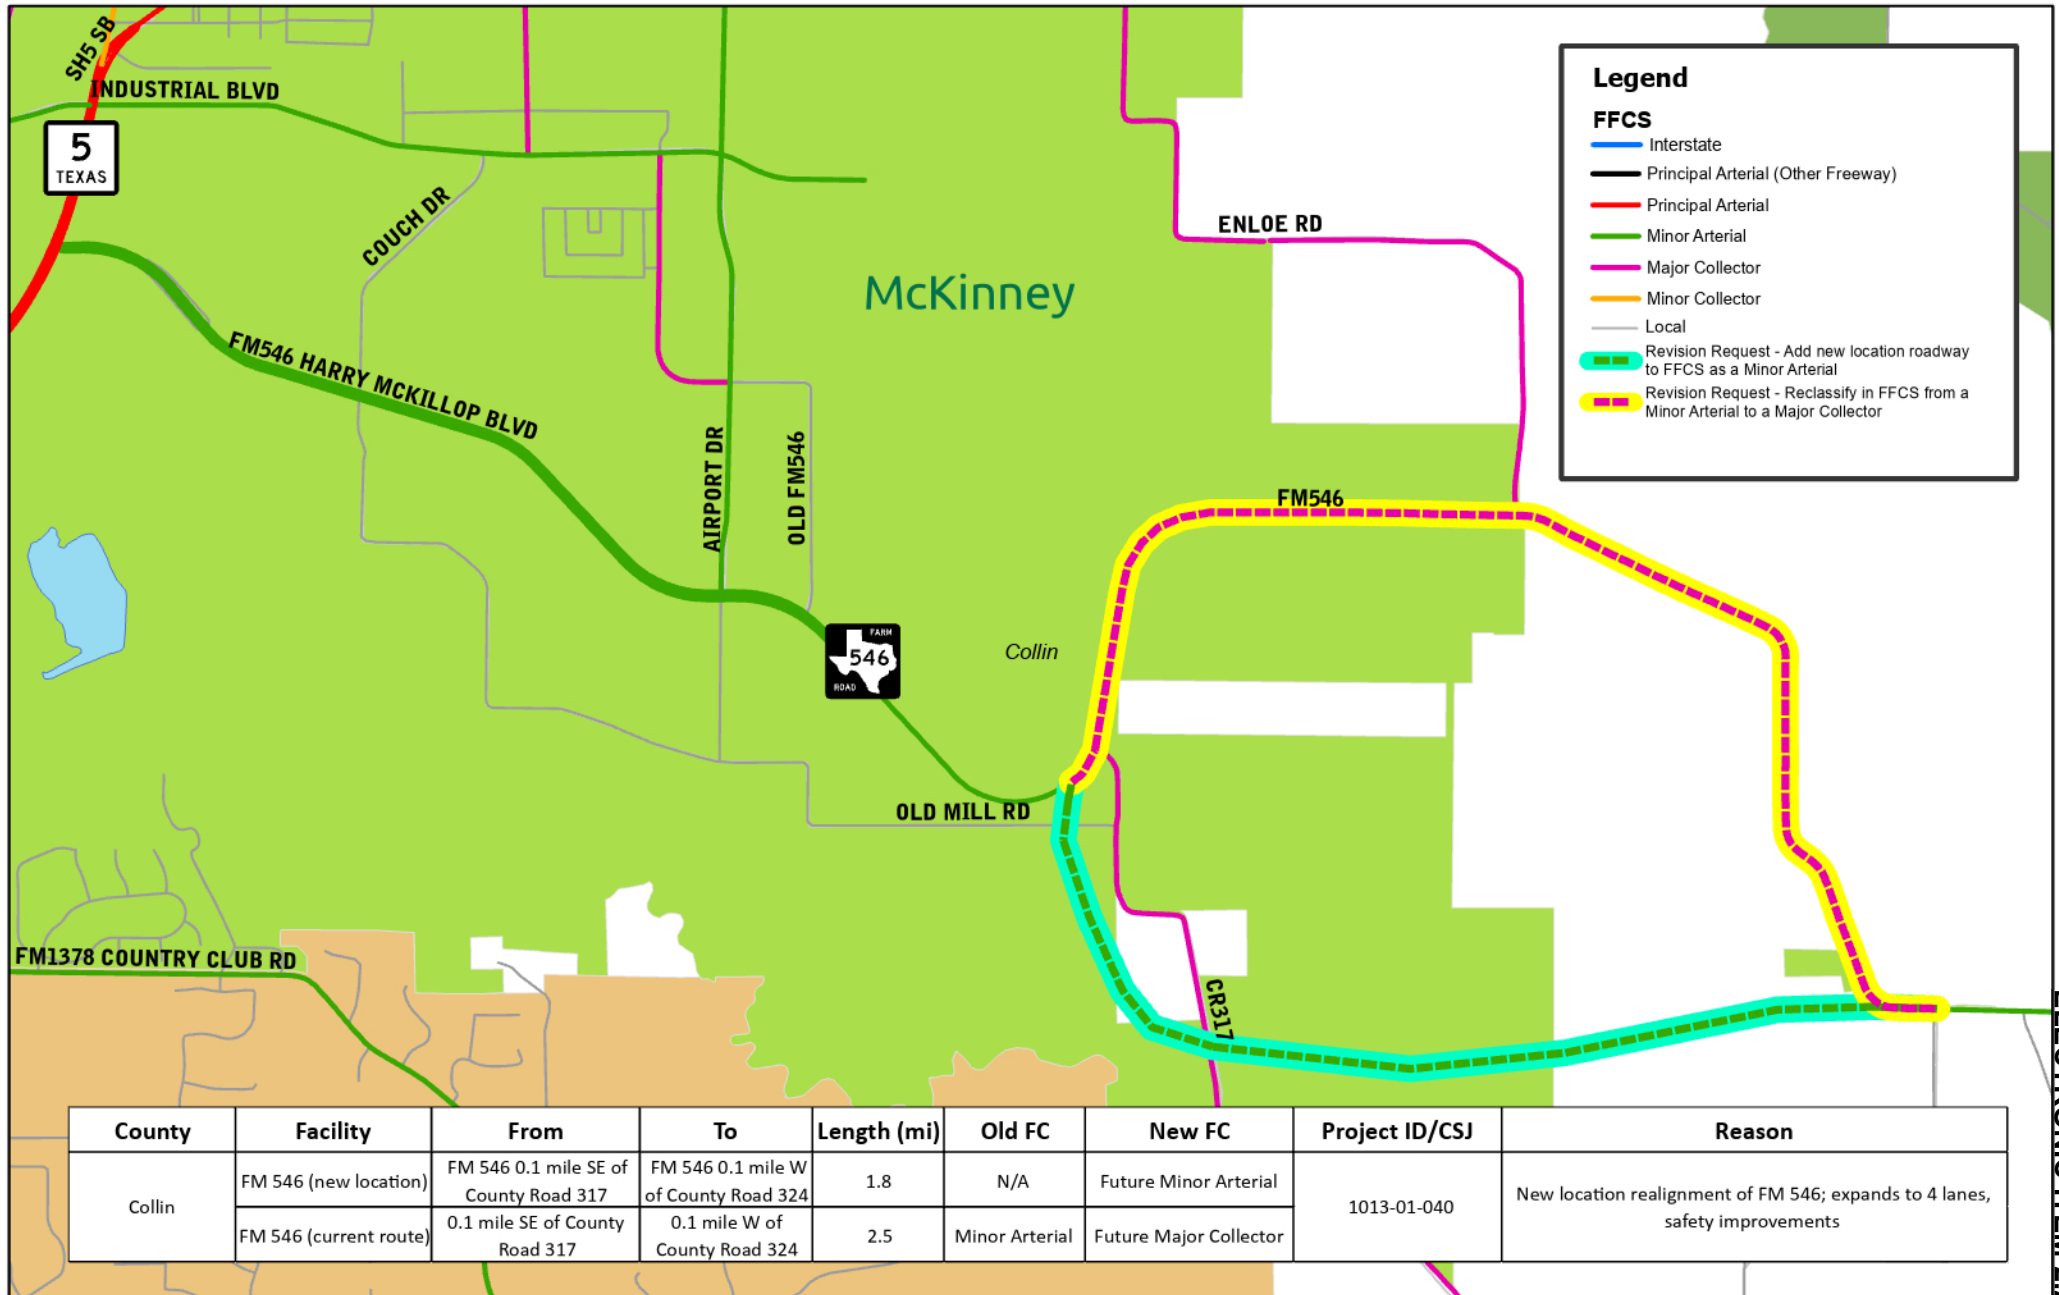 SH5 SB
INDUSTRIAL BLVD
5
TEXAS
COUCH DR
ENLOE RD
McKinney
FM546 HARRY MCKILLOP BLVD
AIRPORT DR
OLD FM546
FM546
FARM
546
ROAD
Collin
OLD MILL RD
FM1378 COUNTRY CLUB RD
CR317
Legend
FFCS
Interstate
Principal Arterial (Other Freeway)
Principal Arterial
Minor Arterial
Major Collector
Minor Collector
Local
Revision Request - Add new location roadway
to FFCS as a Minor Arterial
Revision Request - Reclassify in FFCS from a
Minor Arterial to a Major Collector
County Facility From To Length (mi) Old FC New FC Project ID/CSJ Reason
Collin
FM 546 (new location)
FM 546 0.1 mile SE of
County Road 317
FM 546 0.1 mile W
of County Road 324
1.8
N/A
Future Minor Arterial
1013-01-040
New location realignment of FM 546; expands to 4 lanes,
safety improvements
FM 546 (current route)
0.1 mile SE of County
Road 317
0.1 mile W of
County Road 324
2.5
Minor Arterial
Future Major Collector